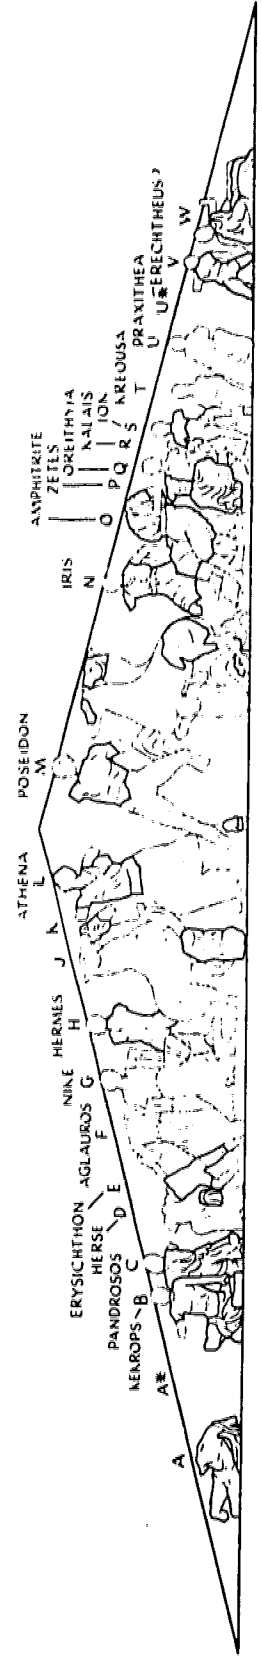 A
A*
KEKROPS B
PANDROSOS C
HERSE D
ERYSICHTHON E
AGLAUROS F
NIKE G
HERMES H
J
K
ATHENA L
POSEIDON M
IRIS N
AMPHITRITE O
ZETES
OREITHYIA
KALAIS
ION
P Q R S
KREOUSA
T
PRAXITHEA U
U* ERECHTHEUS?
V
W